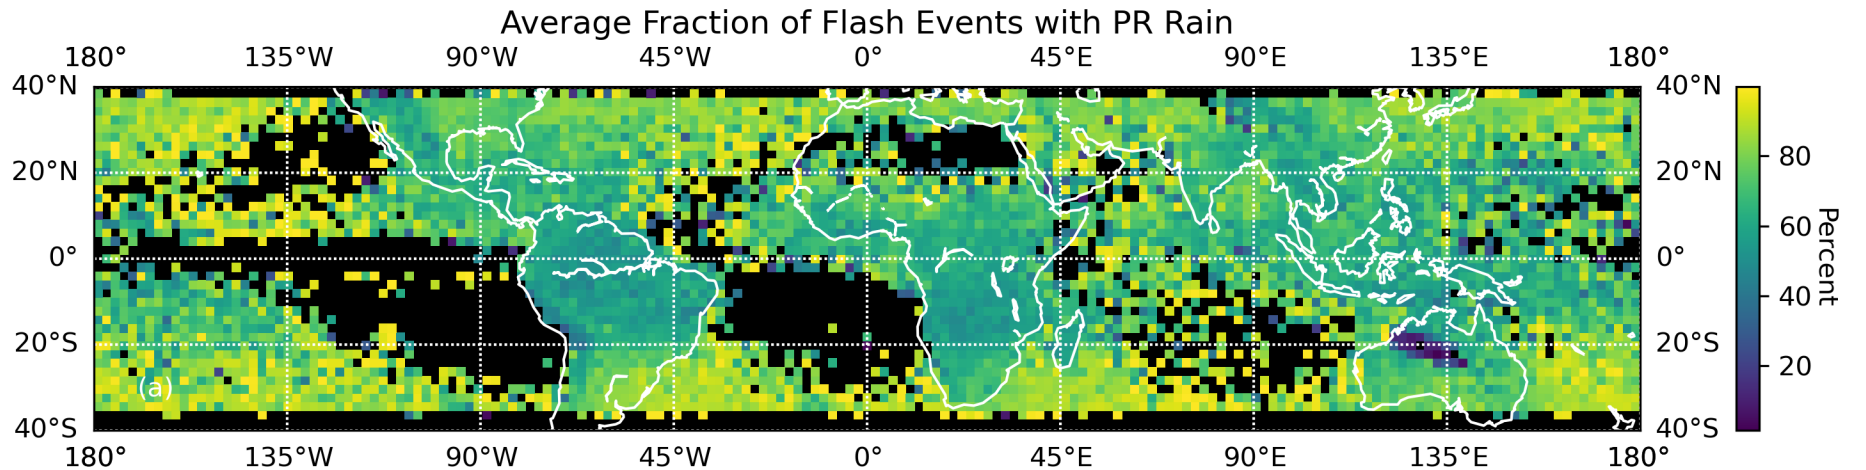 Average Fraction of Flash Events with PR Rain
180° 135°W 90°W 45°W 0° 45°E 90°E 135°E 180°
40°N 40°N
80
20°N 20°N
60
0° 0°
Percent
40
20°S 20°S
20
(a)
40°S 40°S
180° 135°W 90°W 45°W 0° 45°E 90°E 135°E 180°